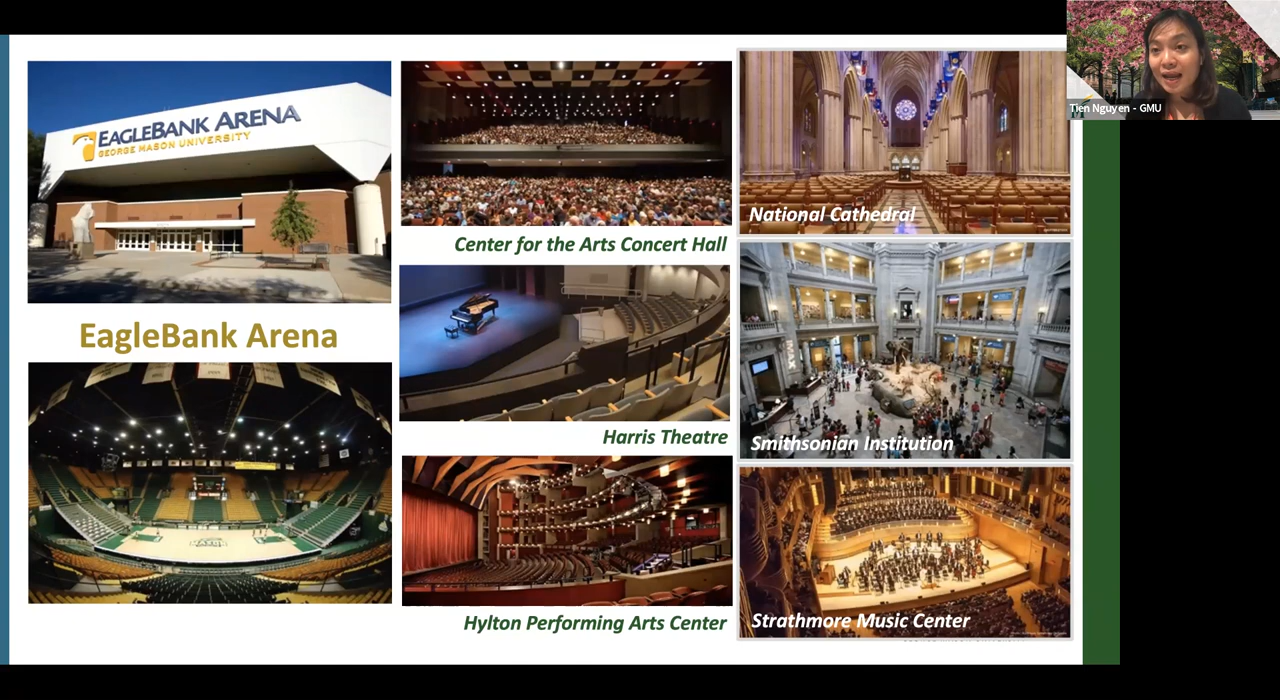 EAGLEBANK ARENA
GEORGE MASON UNIVERSITY
EagleBank Arena
Center for the Arts Concert Hall
Harris Theatre
Hylton Performing Arts Center
National Cathedral
Smithsonian Institution
Strathmore Music Center
Tien Nguyen - GMU